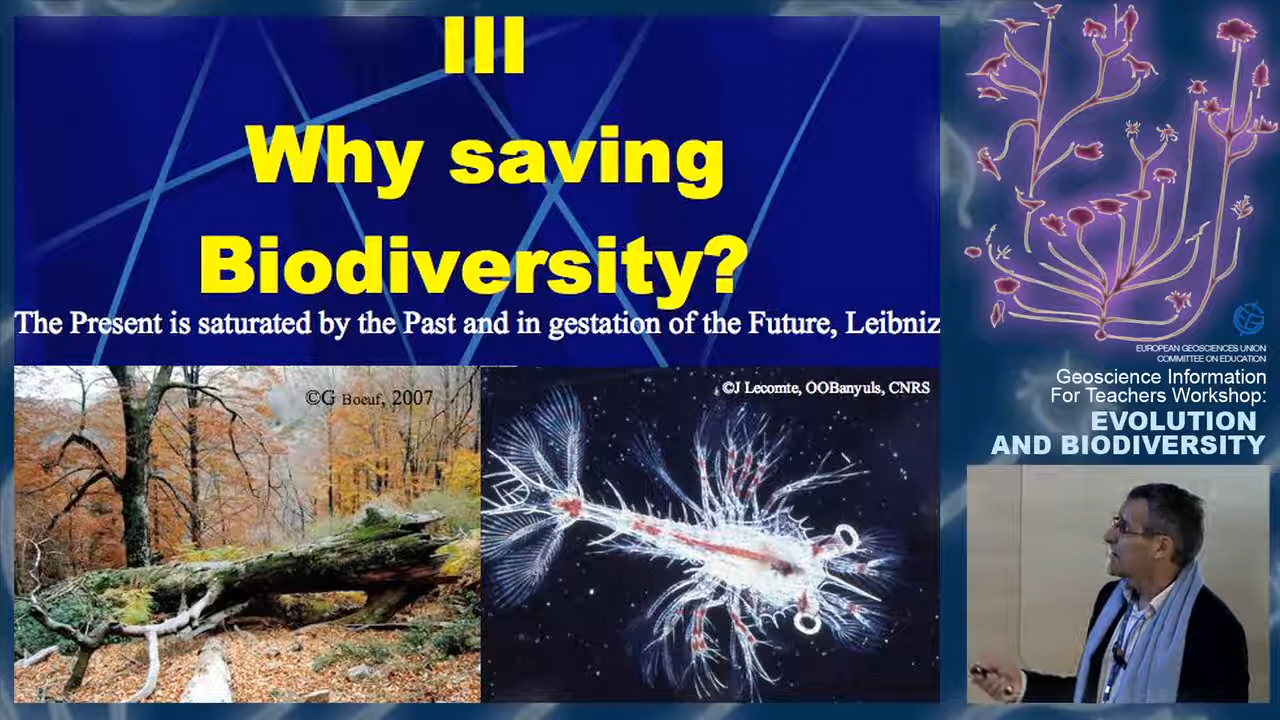 III
Why saving
Biodiversity?
The Present is saturated by the Past and in gestation of the Future, Leibniz
©G Boeuf, 2007
©J Lecomte, OOBanyuls, CNRS
EUROPEAN GEOSCIENCES UNION
COMMITTEE ON EDUCATION
Geoscience Information
For Teachers Workshop:
EVOLUTION
AND BIODIVERSITY